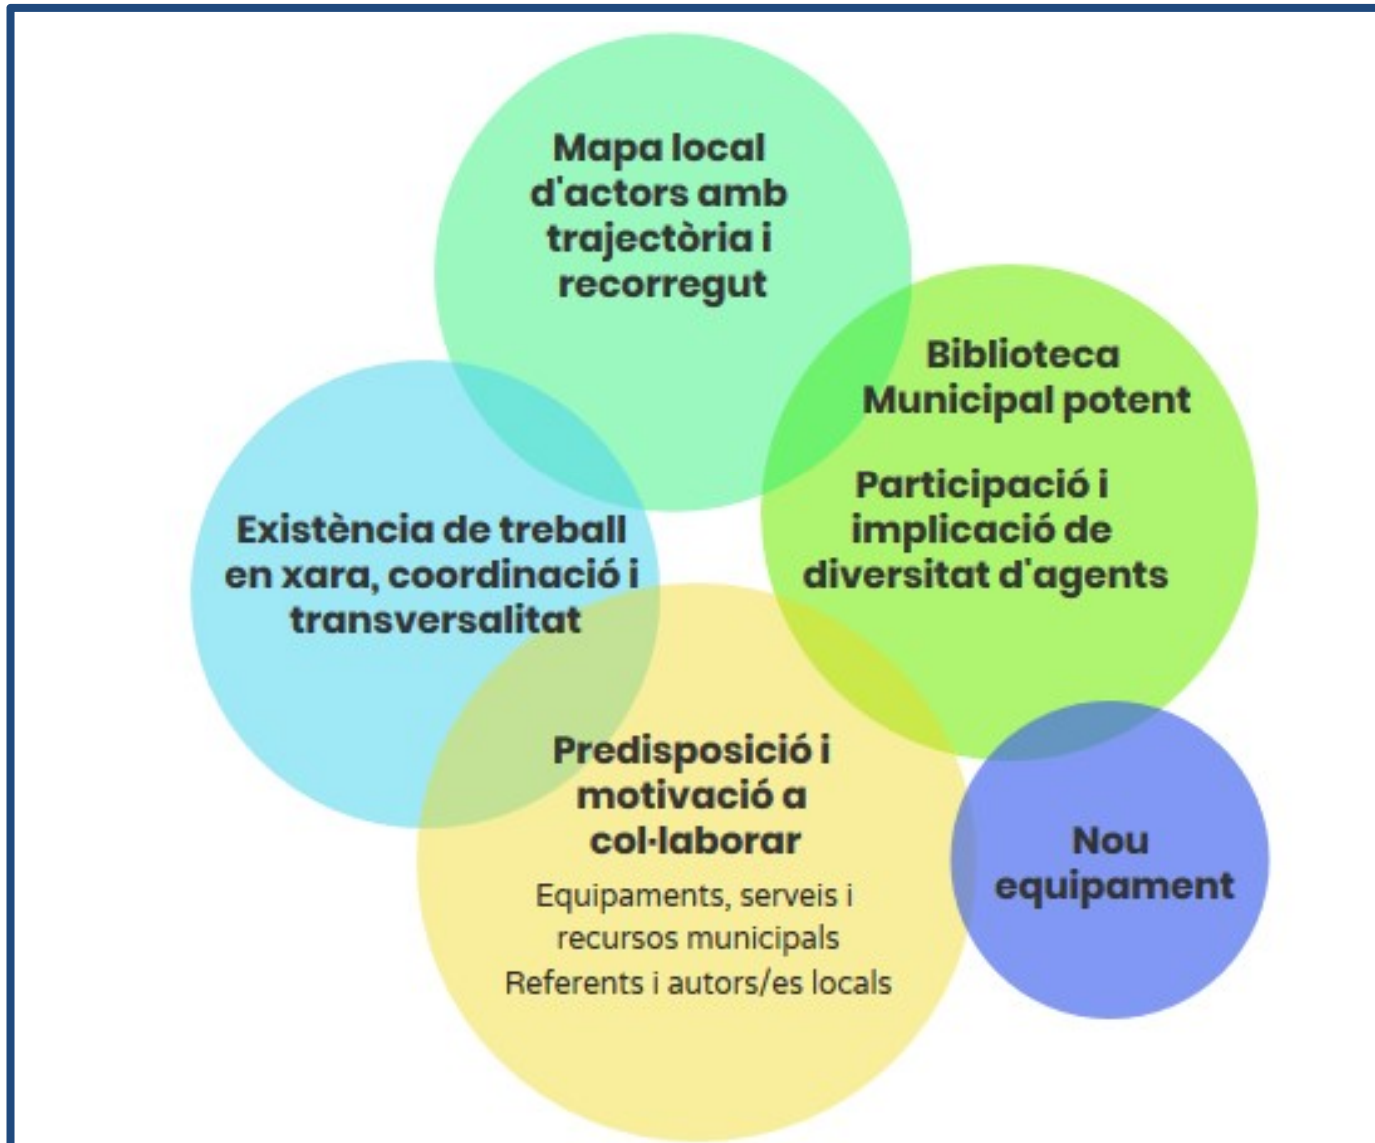 Mapa local
d'actors amb
trajectòria i
recorregut
Biblioteca
Municipal potent
Participació i
implicació de
diversitat d'agents
Existència de treball
en xara, coordinació i
transversalitat
Predisposició i
motivació a
col·laborar
Equipaments, serveis i
recursos municipals
Referents i autors/es locals
Nou
equipament